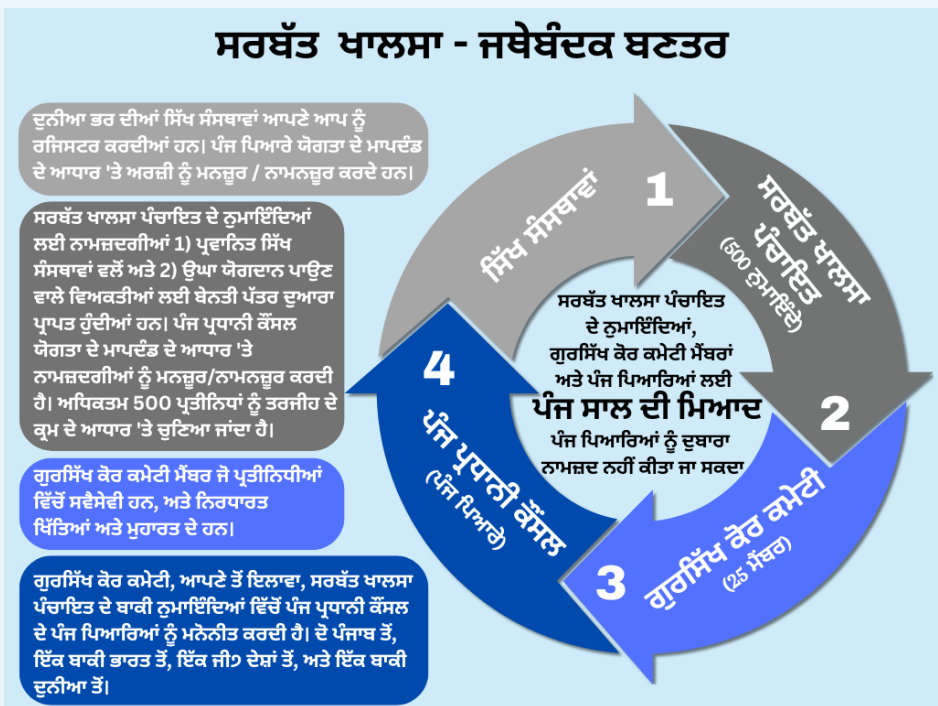 ਸਰਬੱਤ ਖਾਲਸਾ - ਜਥੇਬੰਦਕ ਬਣਤਰ
ਦੁਨੀਆ ਭਰ ਦੀਆਂ ਸਿੱਖ ਸੰਸਥਾਵਾਂ ਆਪਣੇ ਆਪ ਨੂੰ
ਰਜਿਸਟਰ ਕਰਦੀਆਂ ਹਨ। ਪੰਜ ਪਿਆਰੇ ਯੋਗਤਾ ਦੇ ਮਾਪਦੰਡ
ਦੇ ਆਧਾਰ 'ਤੇ ਅਰਜ਼ੀ ਨੂੰ ਮਨਜ਼ੂਰ / ਨਾਮਨਜ਼ੂਰ ਕਰਦੇ ਹਨ।
ਸਰਬੱਤ ਖਾਲਸਾ ਪੰਚਾਇਤ ਦੇ ਨੁਮਾਇੰਦਿਆਂ
ਲਈ ਨਾਮਜ਼ਦਗੀਆਂ 1) ਪ੍ਰਵਾਨਿਤ ਸਿੱਖ
ਸੰਸਥਾਵਾਂ ਵਲੋਂ ਅਤੇ 2) ਉਘਾ ਯੋਗਦਾਨ ਪਾਉਣ
ਵਾਲੇ ਵਿਅਕਤੀਆਂ ਲਈ ਬੇਨਤੀ ਪੱਤਰ ਦੁਆਰਾ
ਪ੍ਰਾਪਤ ਹੁੰਦੀਆਂ ਹਨ। ਪੰਜ ਪ੍ਰਧਾਨੀ ਕੌਂਸਲ
ਯੋਗਤਾ ਦੇ ਮਾਪਦੰਡ ਦੇ ਆਧਾਰ 'ਤੇ
ਨਾਮਜ਼ਦਗੀਆਂ ਨੂੰ ਮਨਜ਼ੂਰ/ਨਾਮਨਜ਼ੂਰ ਕਰਦੀ
ਹੈ। ਅਧਿਕਤਮ 500 ਪ੍ਰਤੀਨਿਧਾਂ ਨੂੰ ਤਰਜੀਹ ਦੇ
ਕ੍ਰਮ ਦੇ ਆਧਾਰ 'ਤੇ ਚੁਣਿਆ ਜਾਂਦਾ ਹੈ।
ਗੁਰਸਿੱਖ ਕੋਰ ਕਮੇਟੀ ਮੈਂਬਰ ਜੋ ਪ੍ਰਤੀਨਿਧੀਆਂ
ਵਿੱਚੋਂ ਸਵੈਸੇਵੀ ਹਨ, ਅਤੇ ਨਿਰਧਾਰਤ
ਖਿੱਤਿਆਂ ਅਤੇ ਮੁਹਾਰਤ ਦੇ ਹਨ।
ਗੁਰਸਿੱਖ ਕੋਰ ਕਮੇਟੀ, ਆਪਣੇ ਤੋਂ ਇਲਾਵਾ, ਸਰਬੱਤ ਖਾਲਸਾ
ਪੰਚਾਇਤ ਦੇ ਬਾਕੀ ਨੁਮਾਇੰਦਿਆਂ ਵਿੱਚੋਂ ਪੰਜ ਪ੍ਰਧਾਨੀ ਕੌਂਸਲ
ਦੇ ਪੰਜ ਪਿਆਰਿਆਂ ਨੂੰ ਮਨੋਨੀਤ ਕਰਦੀ ਹੈ। ਦੋ ਪੰਜਾਬ ਤੋਂ,
ਇੱਕ ਬਾਕੀ ਭਾਰਤ ਤੋਂ, ਇੱਕ ਜੀ੭ ਦੇਸ਼ਾਂ ਤੋਂ, ਅਤੇ ਇੱਕ ਬਾਕੀ
ਦੁਨੀਆ ਤੋਂ।
1
ਸਿੱਖ ਸੰਸਥਾਵਾਂ
ਸਰਬੱਤ ਖਾਲਸਾ
ਪੰਚਾਇਤ
(500 ਨੁਮਾਇੰਦੇ)
2
ਗੁਰਸਿੱਖ ਕੋਰ ਕਮੇਟੀ
(25 ਮੈਂਬਰ)
3
ਪੰਜ ਪ੍ਰਧਾਨੀ ਕੌਂਸਲ
(ਪੰਜ ਪਿਆਰੇ)
4
ਸਰਬੱਤ ਖਾਲਸਾ ਪੰਚਾਇਤ
ਦੇ ਨੁਮਾਇੰਦਿਆਂ,
ਗੁਰਸਿੱਖ ਕੋਰ ਕਮੇਟੀ ਮੈਂਬਰਾਂ
ਅਤੇ ਪੰਜ ਪਿਆਰਿਆਂ ਲਈ
ਪੰਜ ਸਾਲ ਦੀ ਮਿਆਦ
ਪੰਜ ਪਿਆਰਿਆਂ ਨੂੰ ਦੁਬਾਰਾ
ਨਾਮਜ਼ਦ ਨਹੀਂ ਕੀਤਾ ਜਾ ਸਕਦਾ